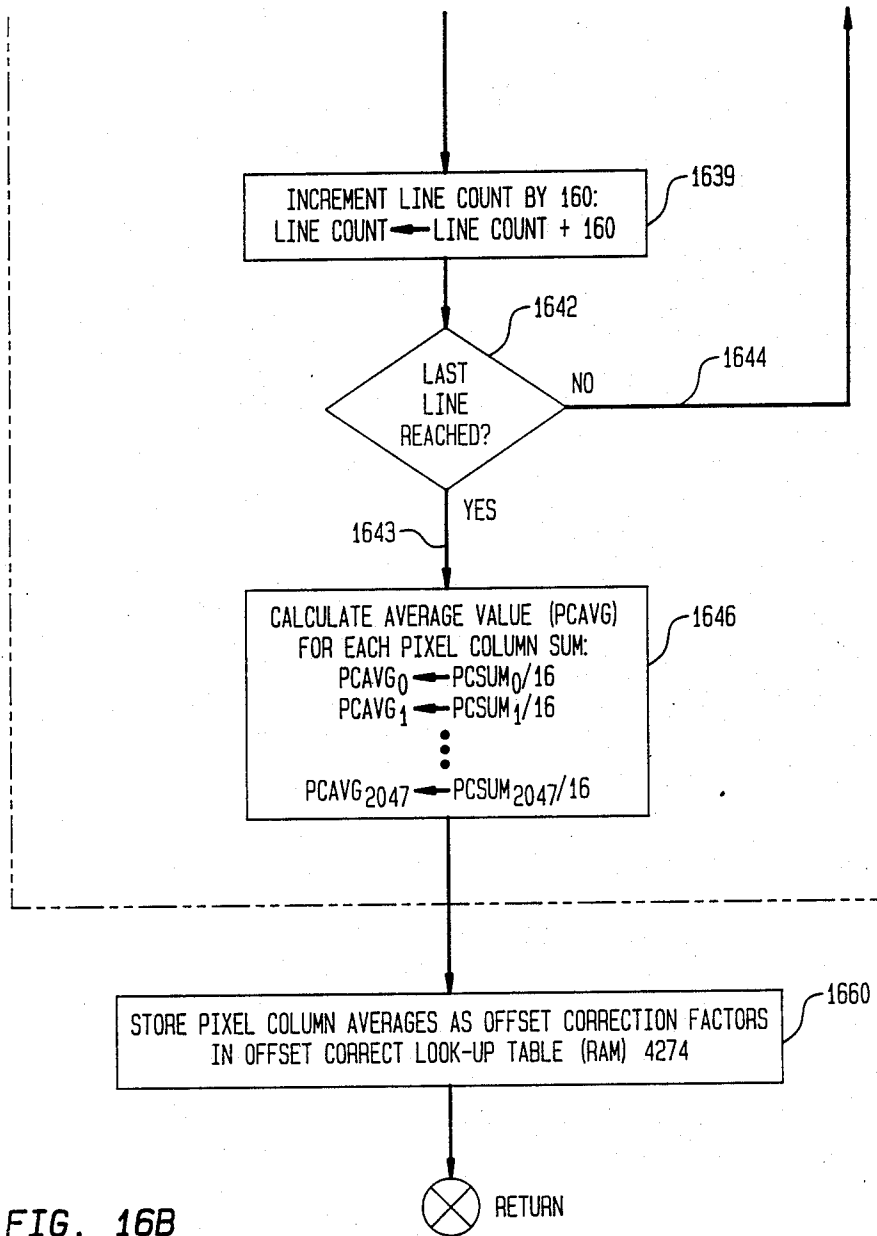 INCREMENT LINE COUNT BY 160:
LINE COUNT ← LINE COUNT + 160
1639
1642
LAST
LINE
REACHED?
NO
1644
YES
1643
CALCULATE AVERAGE VALUE (PCAVG)
FOR EACH PIXEL COLUMN SUM:
PCAVG₀ ← PCSUM₀/16
PCAVG₁ ← PCSUM₁/16
PCAVG₂₀₄₇ ← PCSUM₂₀₄₇/16
1646
STORE PIXEL COLUMN AVERAGES AS OFFSET CORRECTION FACTORS
IN OFFSET CORRECT LOOK-UP TABLE (RAM) 4274
1660
RETURN
FIG. 16B